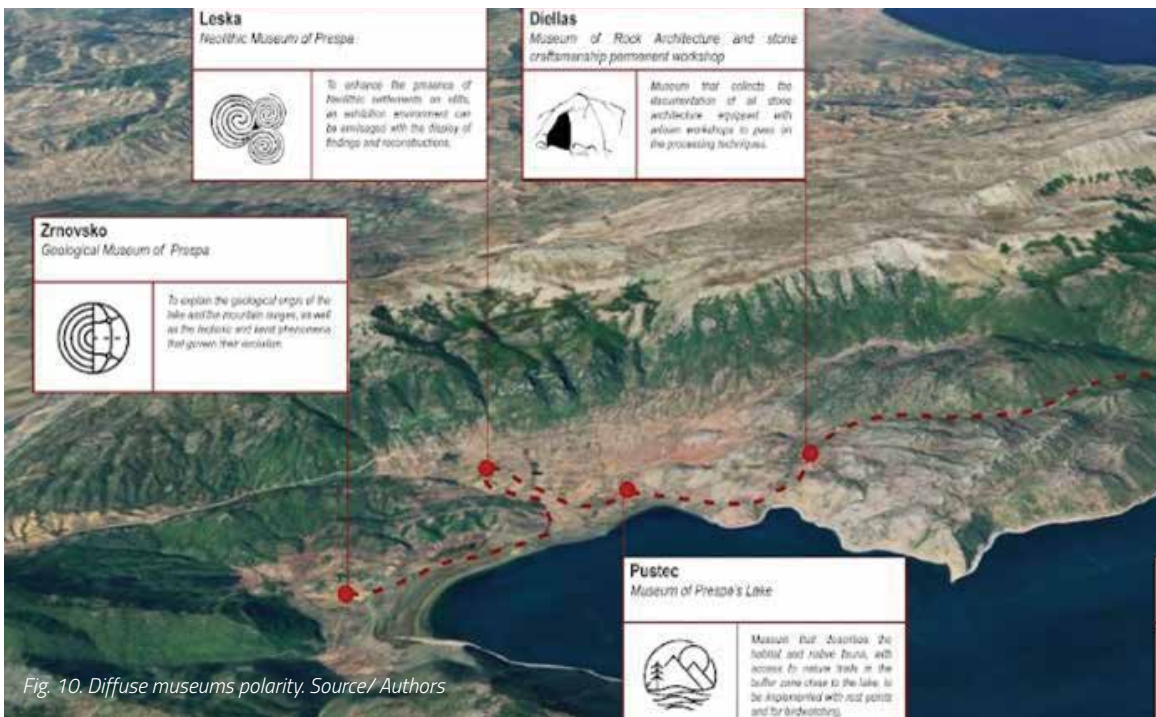 Leska
Neolithic Museum of Prespa
To enhance the presence of
Neolithic settlements on stilts,
an exhibition environment can
be envisaged with the display of
findings and reconstructions.
Diellas
Museum of Rock Architecture and stone
craftsmanship permanent workshop
Museum that collects the
documentation of all stone
architecture equipped with
artisan workshops to pass on
the processing techniques.
Zrnovsko
Geological Museum of Prespa
To explain the geological origin of the
lake and the mountain ranges, as well
as the tectonic and karst phenomena
that govern their evolution.
Pustec
Museum of Prespa's Lake
Museum that describes the
habitat and native fauna, with
access to nature trails in the
buffer zone close to the lake, to
be implemented with rest points
and for birdwatching.
Fig. 10. Diffuse museums polarity. Source/ Authors